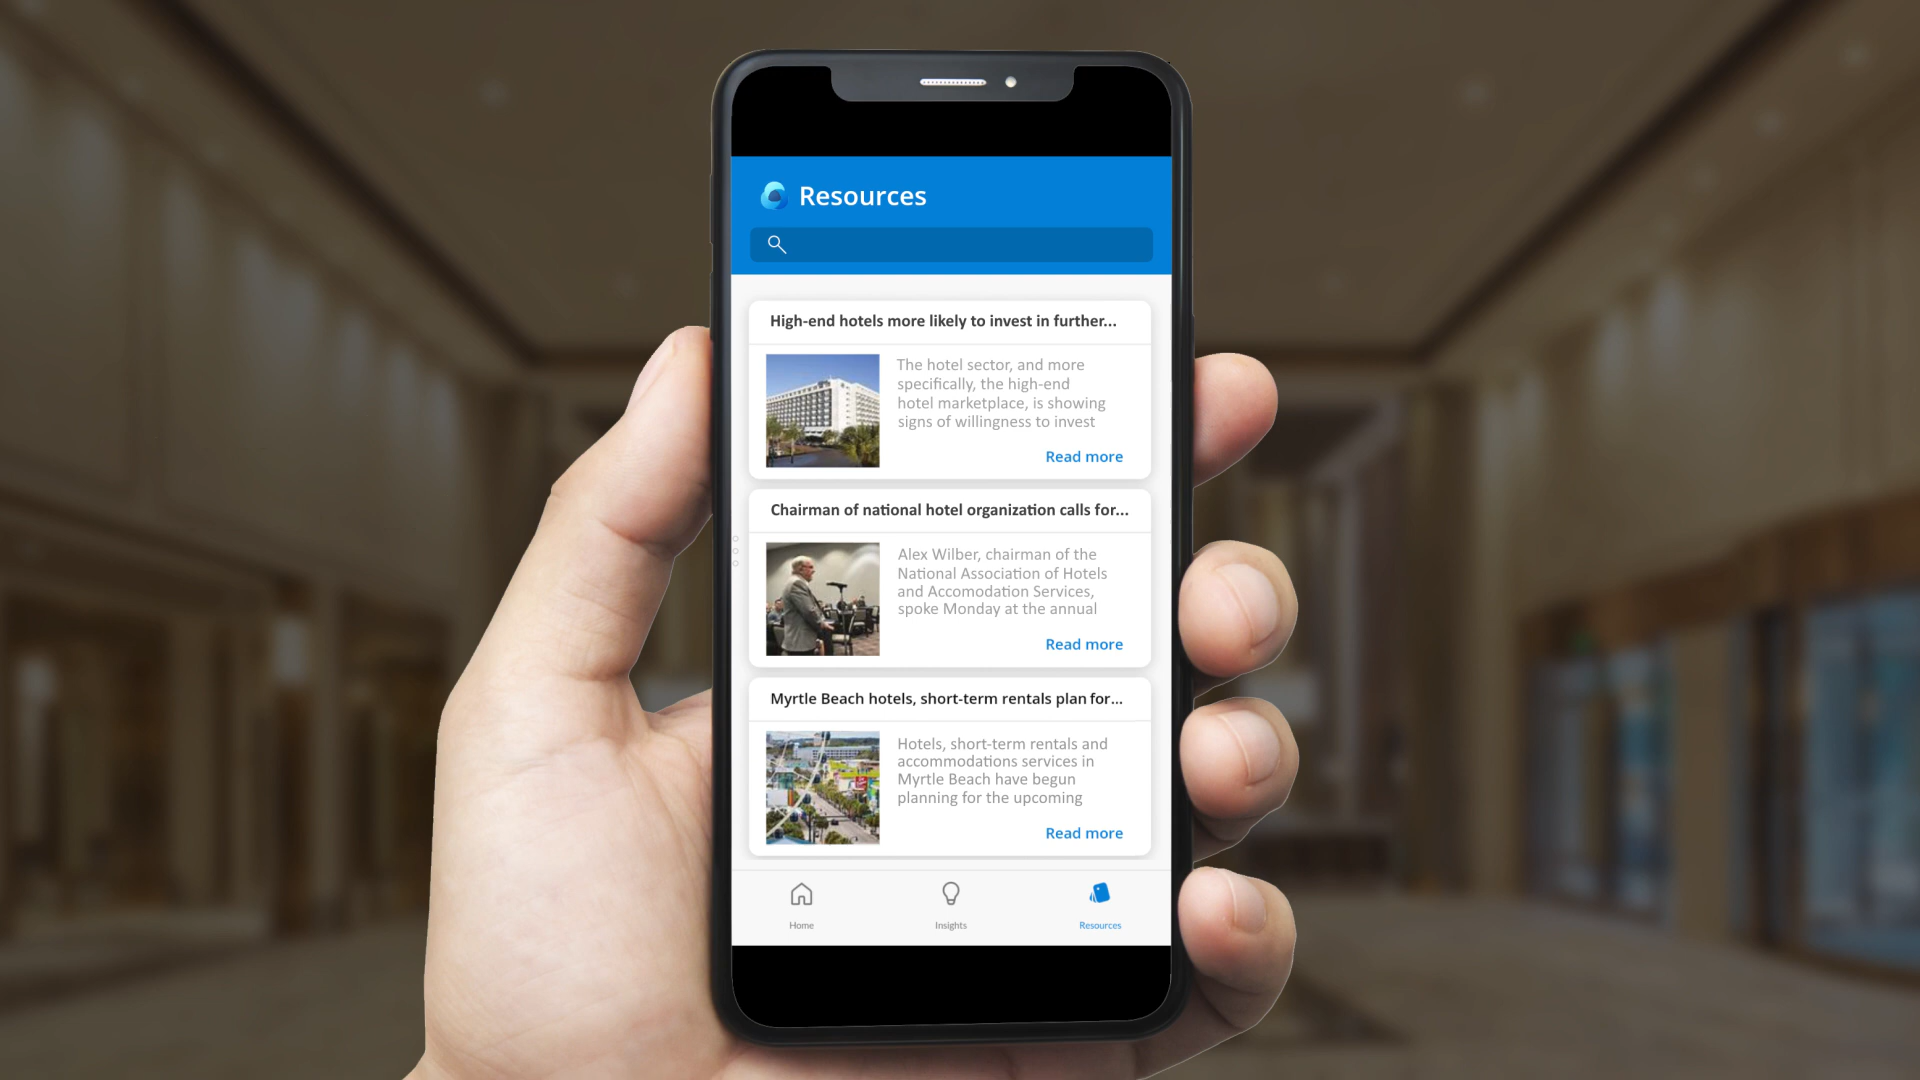 Resources
High-end hotels more likely to invest in further...
The hotel sector, and more
specifically, the high-end
hotel marketplace, is showing
signs of willingness to invest
Read more
Chairman of national hotel organization calls for...
Alex Wilber, chairman of the
National Association of Hotels
and Accomodation Services,
spoke Monday at the annual
Read more
Myrtle Beach hotels, short-term rentals plan for...
Hotels, short-term rentals and
accommodations services in
Myrtle Beach have begun
planning for the upcoming
Read more
Home
Insights
Resources